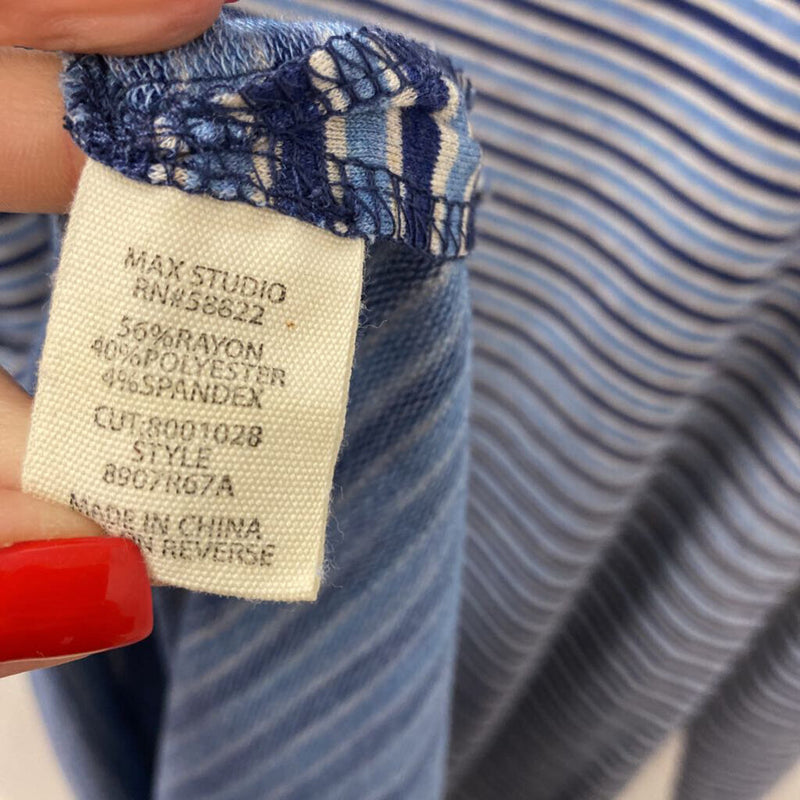 MAX STUDIO
RN#58622
56%RAYON
40%POLYESTER
4%SPANDEX
CUT:8001028
STYLE
8907R67A
MADE IN CHINA
REVERSE